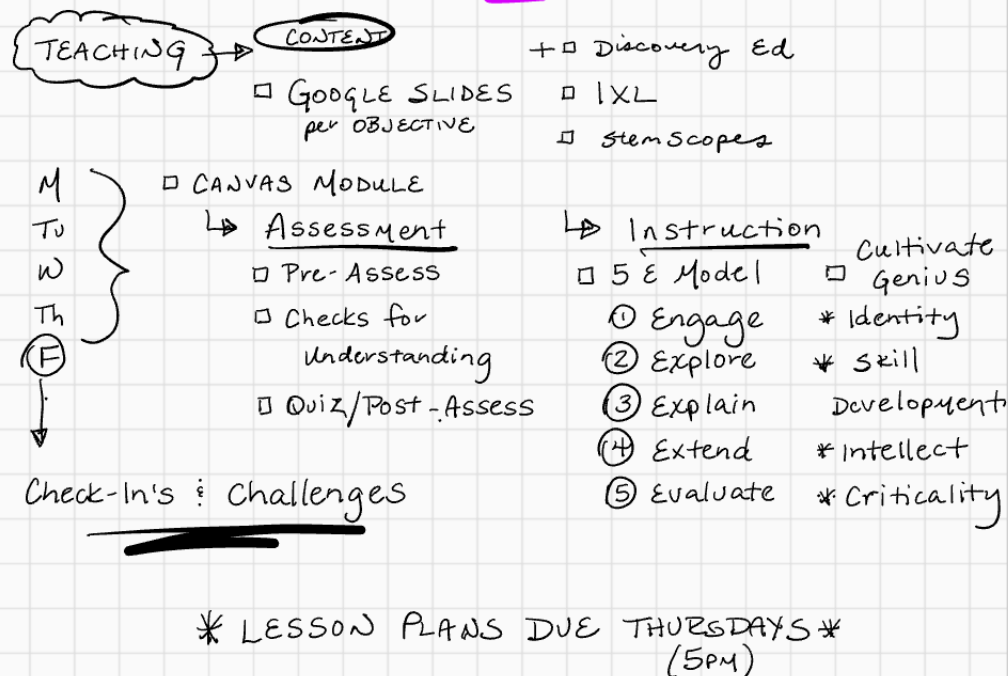 TEACHING → CONTENT
+ □ Discovery Ed
□ GOOGLE SLIDES
per OBJECTIVE
□ IXL
□ StemScopes
M
Tu
W
Th
F
□ CANVAS MODULE
↳ Assessment
□ Pre-Assess
□ Checks for
Understanding
□ Quiz/Post-Assess
↳ Instruction
□ 5 E Model
① Engage
② Explore
③ Explain
④ Extend
⑤ Evaluate
□ Cultivate
Genius
* Identity
* Skill
Development
* Intellect
* Criticality
Check-In's & Challenges
* LESSON PLANS DUE THURSDAYS *
(5PM)